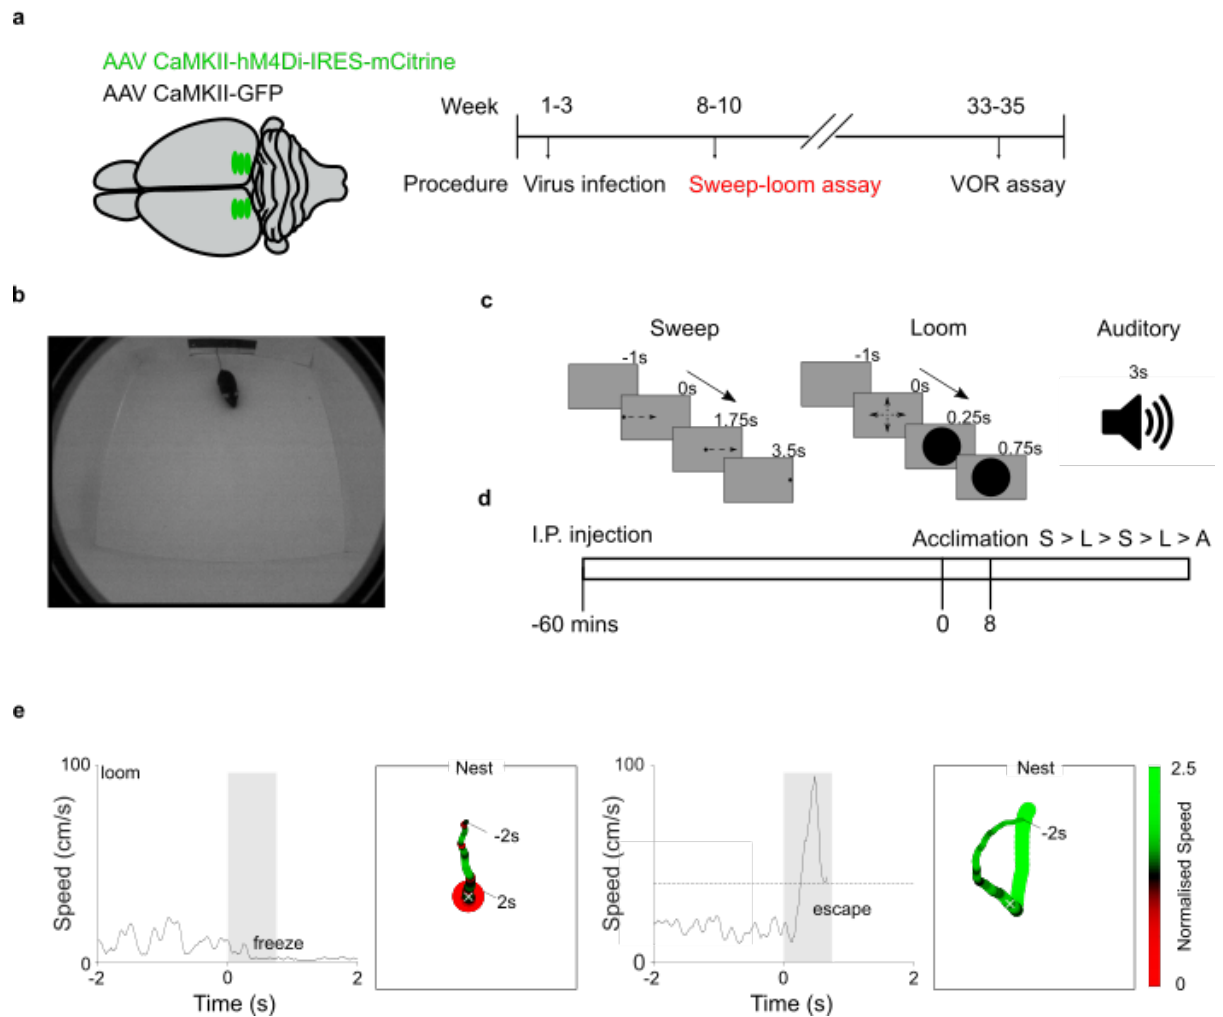 a
AAV CaMKII-hM4Di-IRES-mCitrine
AAV CaMKII-GFP
Week 1-3 8-10 33-35
Procedure Virus infection Sweep-loom assay VOR assay
b
c
Sweep Loom Auditory
-1s -1s 3s
0s 0s
1.75s 0.25s
3.5s 0.75s
d
I.P. injection Acclimation S > L > S > L > A
-60 mins 0 8
e
100 loom Nest 100 Nest 2.5
-2s -2s
Speed (cm/s) 2s Speed (cm/s) Normalised Speed
freeze escape
0 0 0
-2 0 2 -2 0 2
Time (s) Time (s)